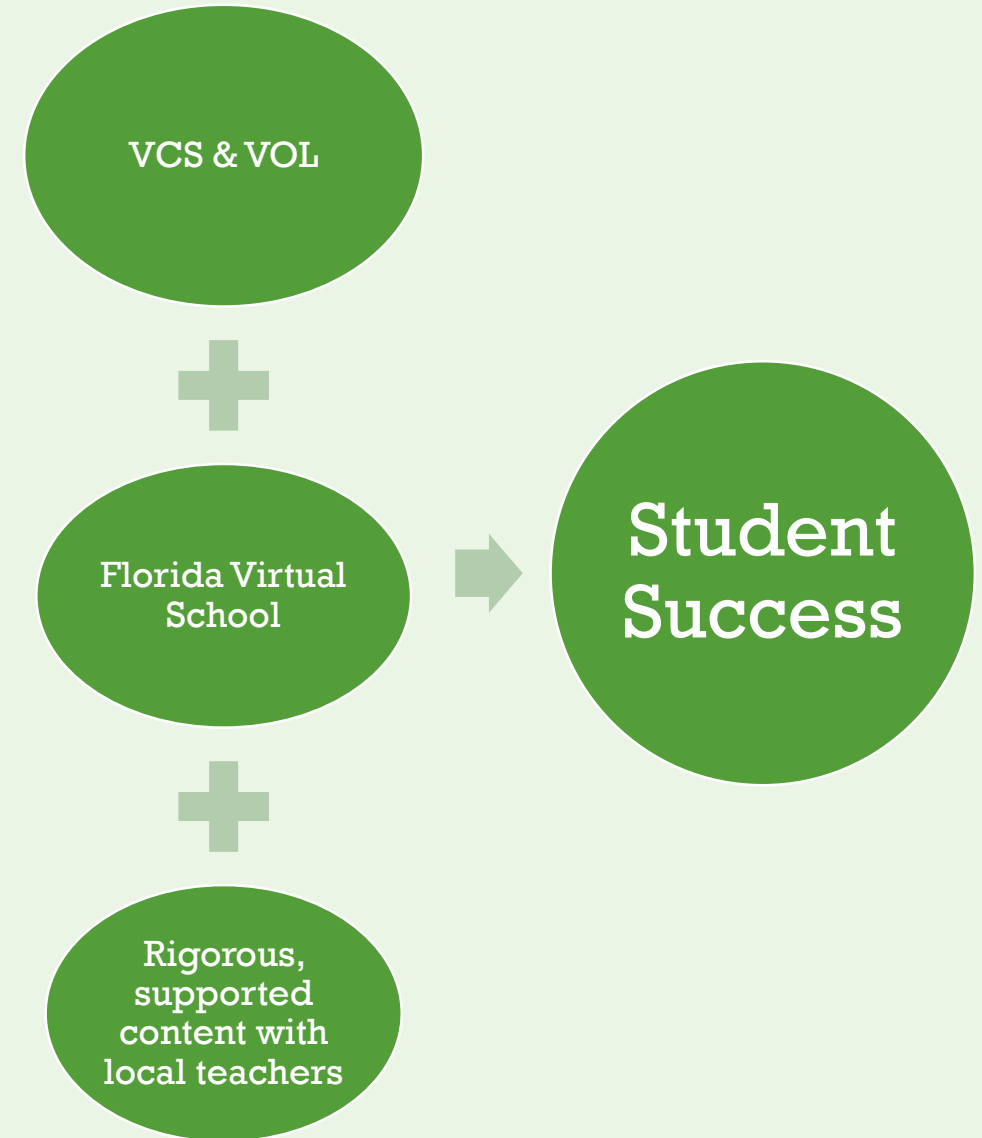 VCS & VOL
Florida Virtual
School
Rigorous,
supported
content with
local teachers
Student
Success